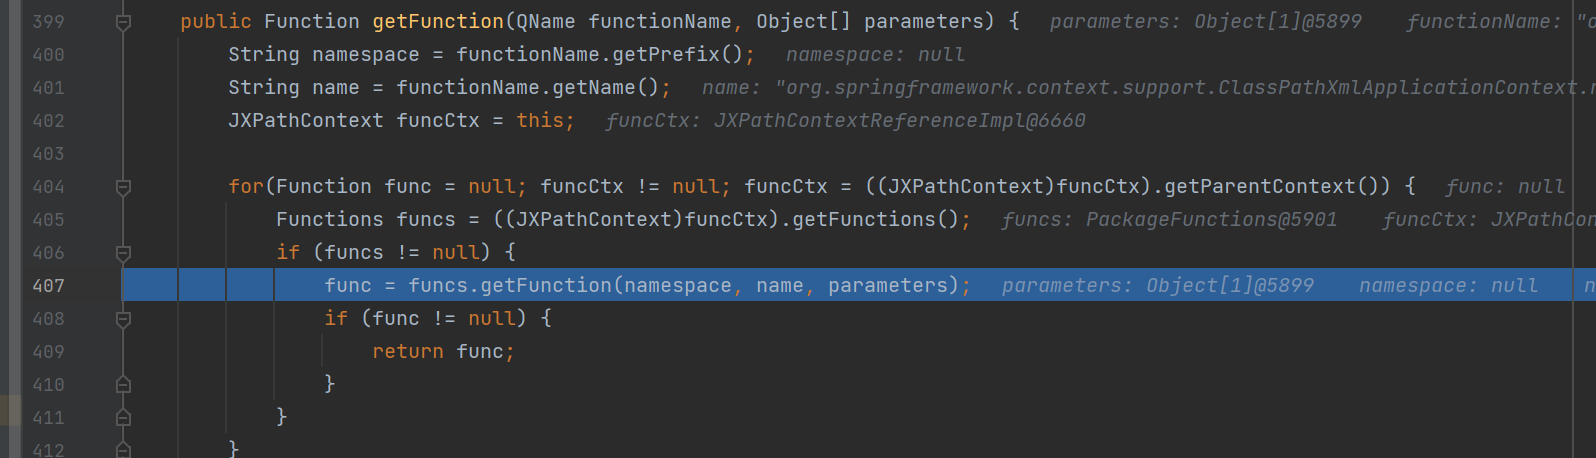 399 public Function getFunction(QName functionName, Object[] parameters) { parameters: Object[1]@5899 functionName: "o
400 String namespace = functionName.getPrefix(); namespace: null
401 String name = functionName.getName(); name: "org.springframework.context.support.ClassPathXmlApplicationContext.n
402 JXPathContext funcCtx = this; funcCtx: JXPathContextReferenceImpl@6660
403
404 for(Function func = null; funcCtx != null; funcCtx = ((JXPathContext)funcCtx).getParentContext()) { func: null
405 Functions funcs = ((JXPathContext)funcCtx).getFunctions(); funcs: PackageFunctions@5901 funcCtx: JXPathCon
406 if (funcs != null) {
407 func = funcs.getFunction(namespace, name, parameters); parameters: Object[1]@5899 namespace: null n
408 if (func != null) {
409 return func;
410 }
411 }
412 }